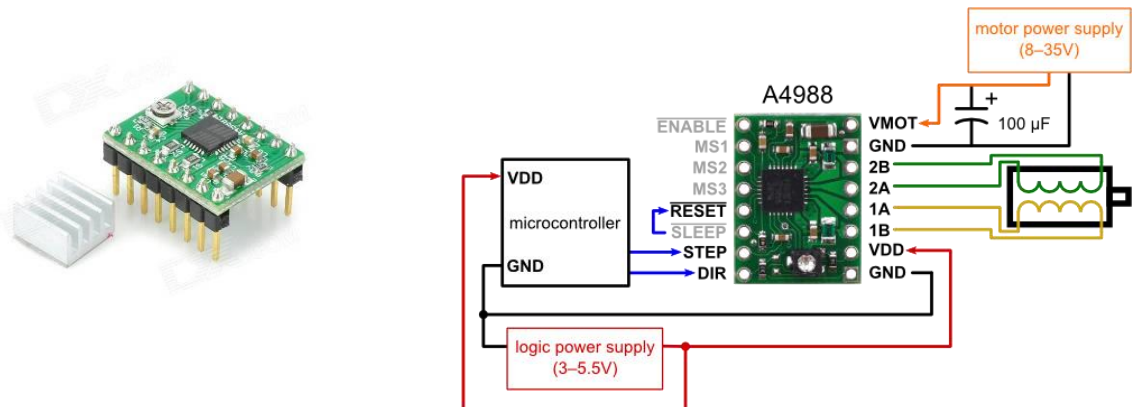 motor power supply
(8–35V)
A4988
+
100 µF
ENABLE
MS1
MS2
MS3
RESET
SLEEP
STEP
DIR
VMOT
GND
2B
2A
1A
1B
VDD
GND
VDD
microcontroller
GND
logic power supply
(3–5.5V)